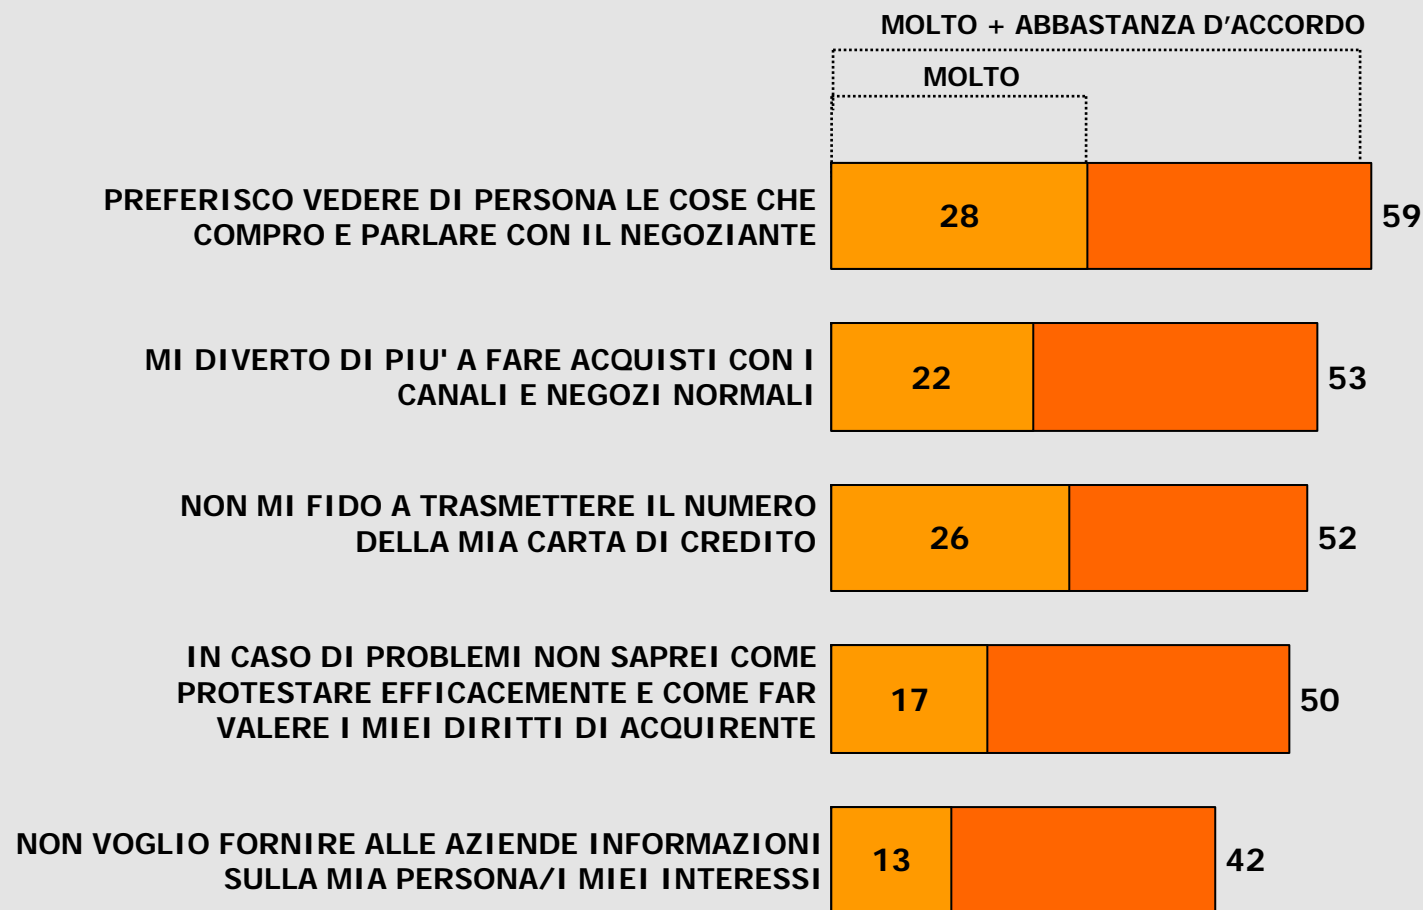 MOLTO + ABBASTANZA D’ACCORDO
MOLTO
PREFERISCO VEDERE DI PERSONA LE COSE CHE
COMPRO E PARLARE CON IL NEGOZIANTE
28
59
MI DIVERTO DI PIU' A FARE ACQUISTI CON I
CANALI E NEGOZI NORMALI
22
53
NON MI FIDO A TRASMETTERE IL NUMERO
DELLA MIA CARTA DI CREDITO
26
52
IN CASO DI PROBLEMI NON SAPREI COME
PROTESTARE EFFICACEMENTE E COME FAR
VALERE I MIEI DIRITTI DI ACQUIRENTE
17
50
NON VOGLIO FORNIRE ALLE AZIENDE INFORMAZIONI
SULLA MIA PERSONA/I MIEI INTERESSI
13
42